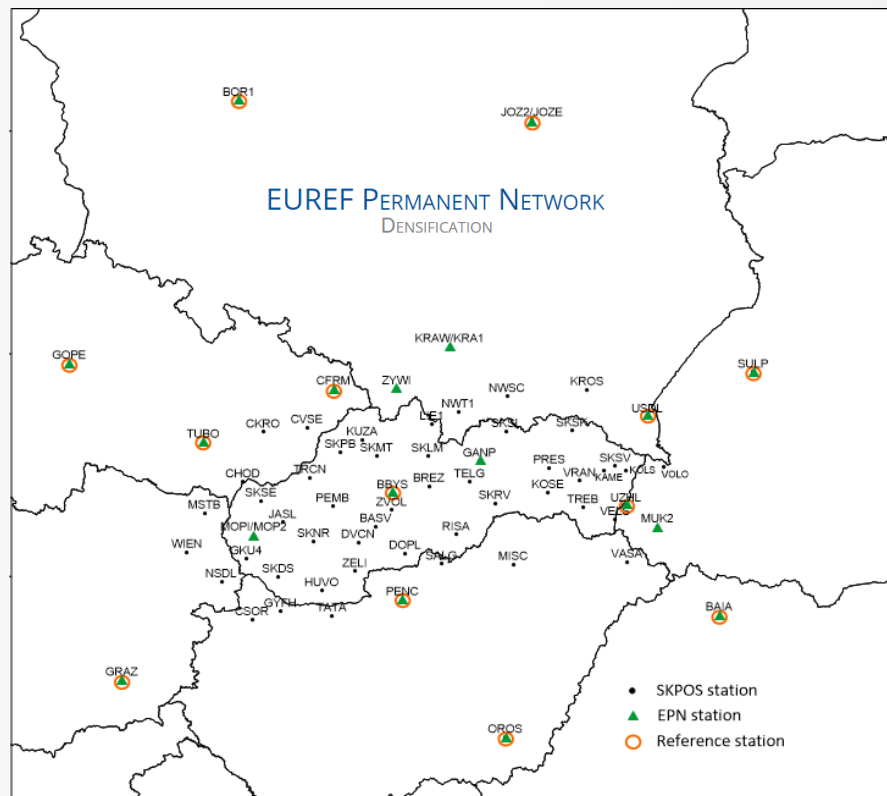 BOR1
JOZ2/JOZE
EUREF PERMANENT NETWORK
DENSIFICATION
KRAW/KRA1
GOPE
SULP
CFRM
ZYWI
NWSC
KROS
NWT1
USDL
LIE1
CKRO
CVSE
SKSL
SKSK
TUBO
KUZA
SKPB
SKMT
SKLM
GANP
PRES
SKSV
TRCN
CHOD
BBYS
BREZ
TELG
VRAN
KAME
KOLS
VOLO
KOSE
SKSE
MSTB
PEMB
ZVOL
SKRV
TREB
UZHL
JASL
MOPI/MOP2
BASV
RISA
MUK2
SKNR
DVCN
WIEN
GKU4
DOPL
SALG
MISC
VASA
NSDL
SKDS
ZELI
HUVO
PENC
CSOR
GYFH
TATA
BAIA
GRAZ
SKPOS station
EPN station
OROS
Reference station